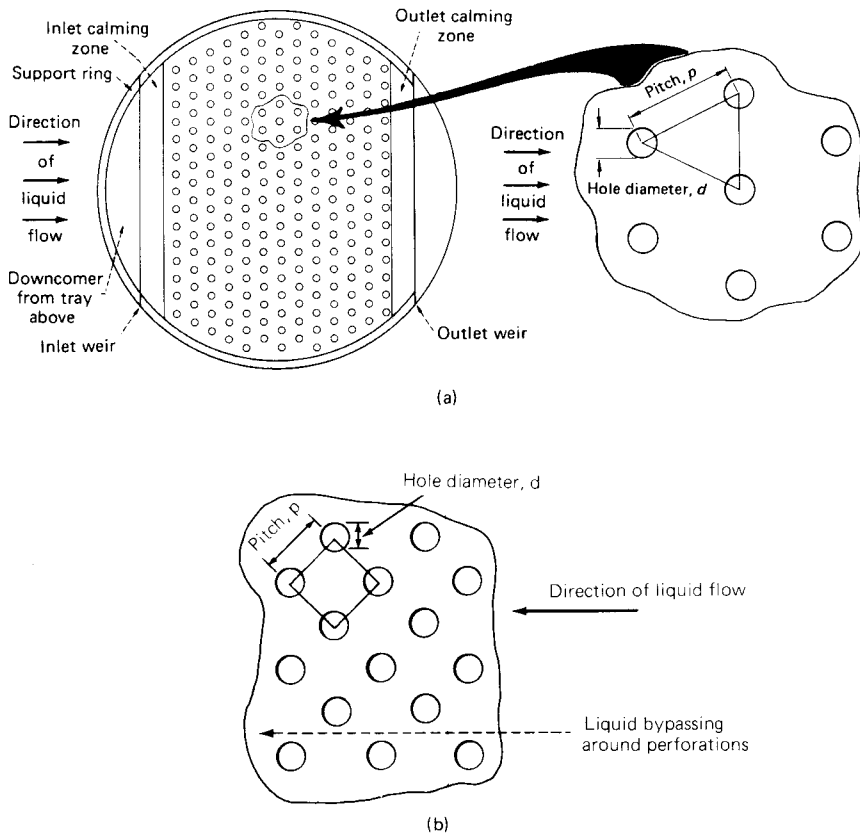 Inlet calming
zone
Support ring
Direction
of
liquid
flow
Downcomer
from tray
above
Inlet weir
Outlet calming
zone
Outlet weir
Direction
of
liquid
flow
Pitch, p
Hole diameter, d
(a)
Hole diameter, d
Pitch, p
Direction of liquid flow
Liquid bypassing
around perforations
(b)